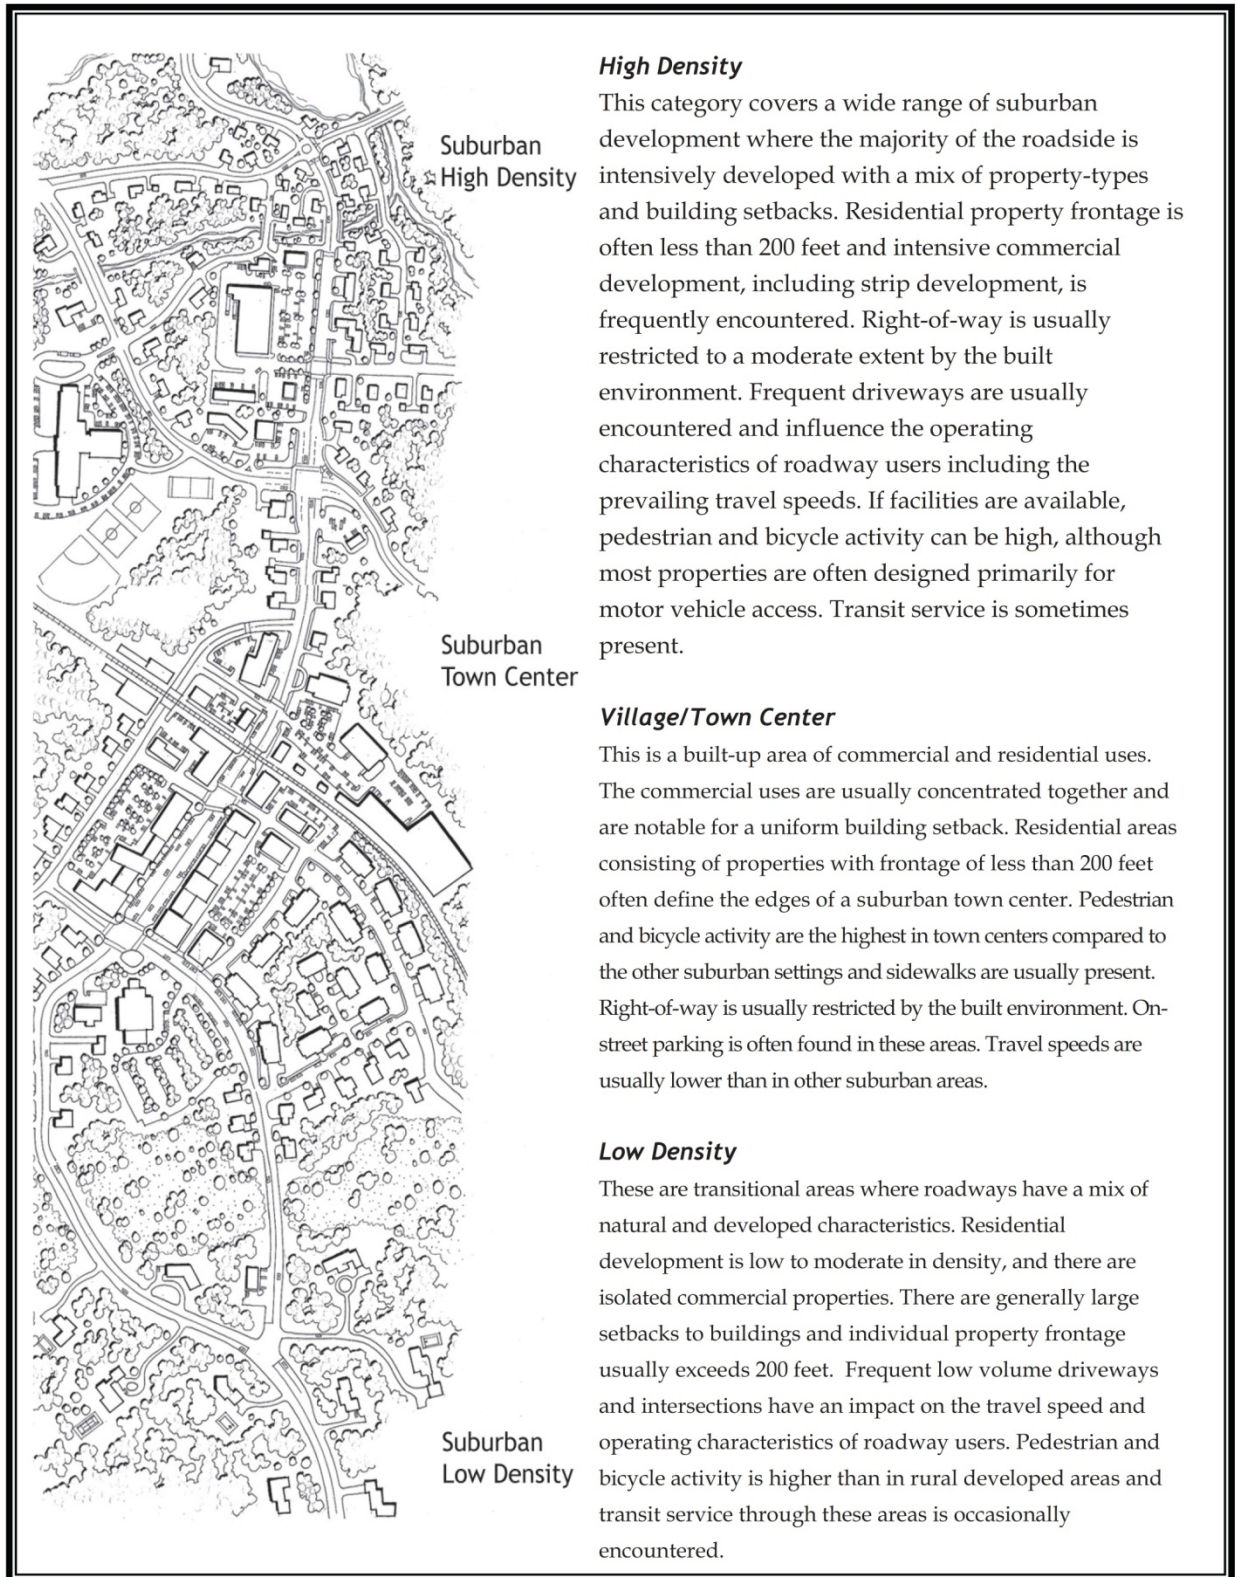 Suburban
High Density
Suburban
Town Center
Suburban
Low Density
High Density
This category covers a wide range of suburban
development where the majority of the roadside is
intensively developed with a mix of property-types
and building setbacks. Residential property frontage is
often less than 200 feet and intensive commercial
development, including strip development, is
frequently encountered. Right-of-way is usually
restricted to a moderate extent by the built
environment. Frequent driveways are usually
encountered and influence the operating
characteristics of roadway users including the
prevailing travel speeds. If facilities are available,
pedestrian and bicycle activity can be high, although
most properties are often designed primarily for
motor vehicle access. Transit service is sometimes
present.
Village/Town Center
This is a built-up area of commercial and residential uses.
The commercial uses are usually concentrated together and
are notable for a uniform building setback. Residential areas
consisting of properties with frontage of less than 200 feet
often define the edges of a suburban town center. Pedestrian
and bicycle activity are the highest in town centers compared to
the other suburban settings and sidewalks are usually present.
Right-of-way is usually restricted by the built environment. On-
street parking is often found in these areas. Travel speeds are
usually lower than in other suburban areas.
Low Density
These are transitional areas where roadways have a mix of
natural and developed characteristics. Residential
development is low to moderate in density, and there are
isolated commercial properties. There are generally large
setbacks to buildings and individual property frontage
usually exceeds 200 feet. Frequent low volume driveways
and intersections have an impact on the travel speed and
operating characteristics of roadway users. Pedestrian and
bicycle activity is higher than in rural developed areas and
transit service through these areas is occasionally
encountered.